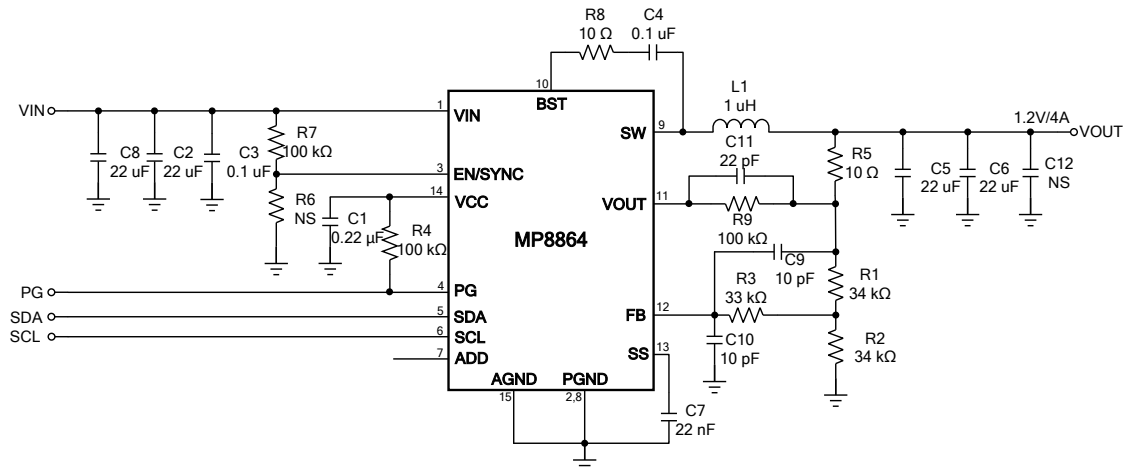 R8
10 Ω
C4
0.1 uF
10
BST
L1
1 uH
VIN
1
VIN
SW
9
1.2V/4A
VOUT
C8
22 uF
C2
22 uF
C3
0.1 uF
R7
100 kΩ
C11
22 pF
R5
10 Ω
C5
22 uF
C6
22 uF
C12
NS
3
EN/SYNC
R6
NS
14
VCC
C1
0.22 µF
R4
100 kΩ
VOUT
11
R9
100 kΩ
MP8864
C9
10 pF
R3
33 kΩ
R1
34 kΩ
PG
4
PG
SDA
5
SDA
SCL
6
SCL
7
ADD
FB
12
C10
10 pF
R2
34 kΩ
SS
13
AGND
15
PGND
2,8
C7
22 nF